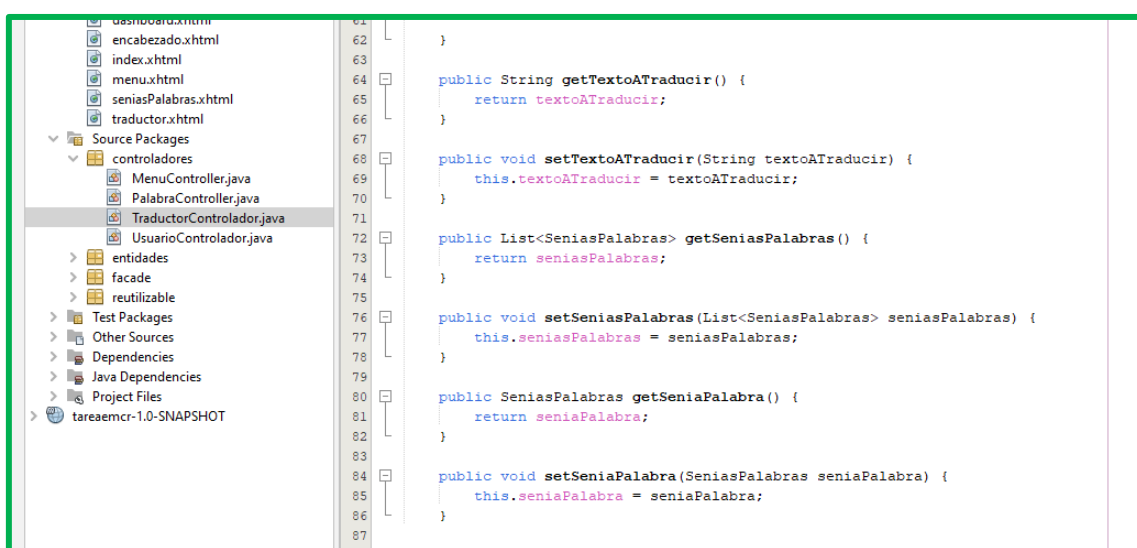 dashboard.xhtml
encabezado.xhtml
index.xhtml
menu.xhtml
seniasPalabras.xhtml
traductor.xhtml
Source Packages
controladores
MenuController.java
PalabraController.java
TraductorControlador.java
UsuarioControlador.java
entidades
facade
reutilizable
Test Packages
Other Sources
Dependencies
Java Dependencies
Project Files
tareaemcr-1.0-SNAPSHOT
61
62 }
63
64 public String getTextoATraducir() {
65 return textoATraducir;
66 }
67
68 public void setTextoATraducir(String textoATraducir) {
69 this.textoATraducir = textoATraducir;
70 }
71
72 public List<SeniasPalabras> getSeniasPalabras() {
73 return seniasPalabras;
74 }
75
76 public void setSeniasPalabras(List<SeniasPalabras> seniasPalabras) {
77 this.seniasPalabras = seniasPalabras;
78 }
79
80 public SeniasPalabras getSeniaPalabra() {
81 return seniaPalabra;
82 }
83
84 public void setSeniaPalabra(SeniasPalabras seniaPalabra) {
85 this.seniaPalabra = seniaPalabra;
86 }
87